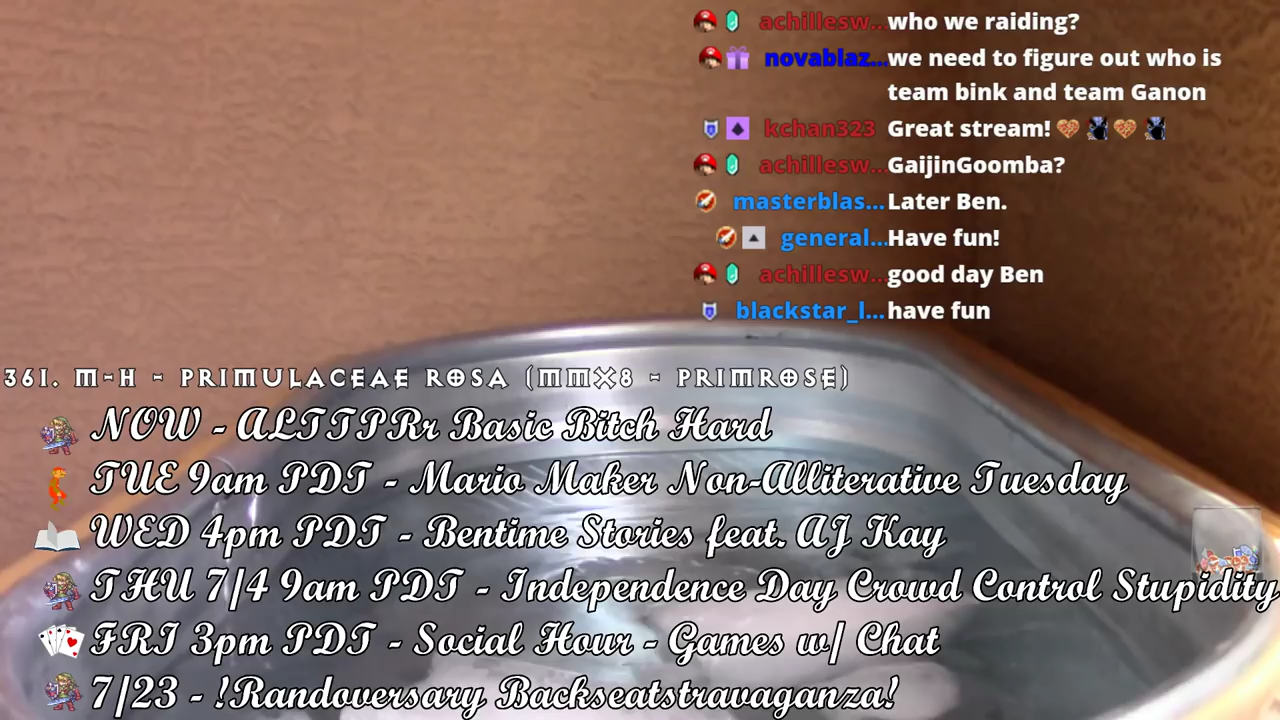 achillesw... who we raiding?
novablaz... we need to figure out who is
team bink and team Ganon
kchan323 Great stream!
achillesw... GaijinGoomba?
masterblas... Later Ben.
general... Have fun!
achillesw... good day Ben
blackstar_l... have fun
361. M-H - PRIMULACEAE ROSA (MMX8 - PRIMROSE)
NOW - ALTTPRr Basic Bitch Hard
TUE 9am PDT - Mario Maker Non-Alliterative Tuesday
WED 4pm PDT - Bentime Stories feat. AJ Kay
THU 7/4 9am PDT - Independence Day Crowd Control Stupidity
FRI 3pm PDT - Social Hour - Games w/ Chat
7/23 - !Randoversary Backseatstravaganza!